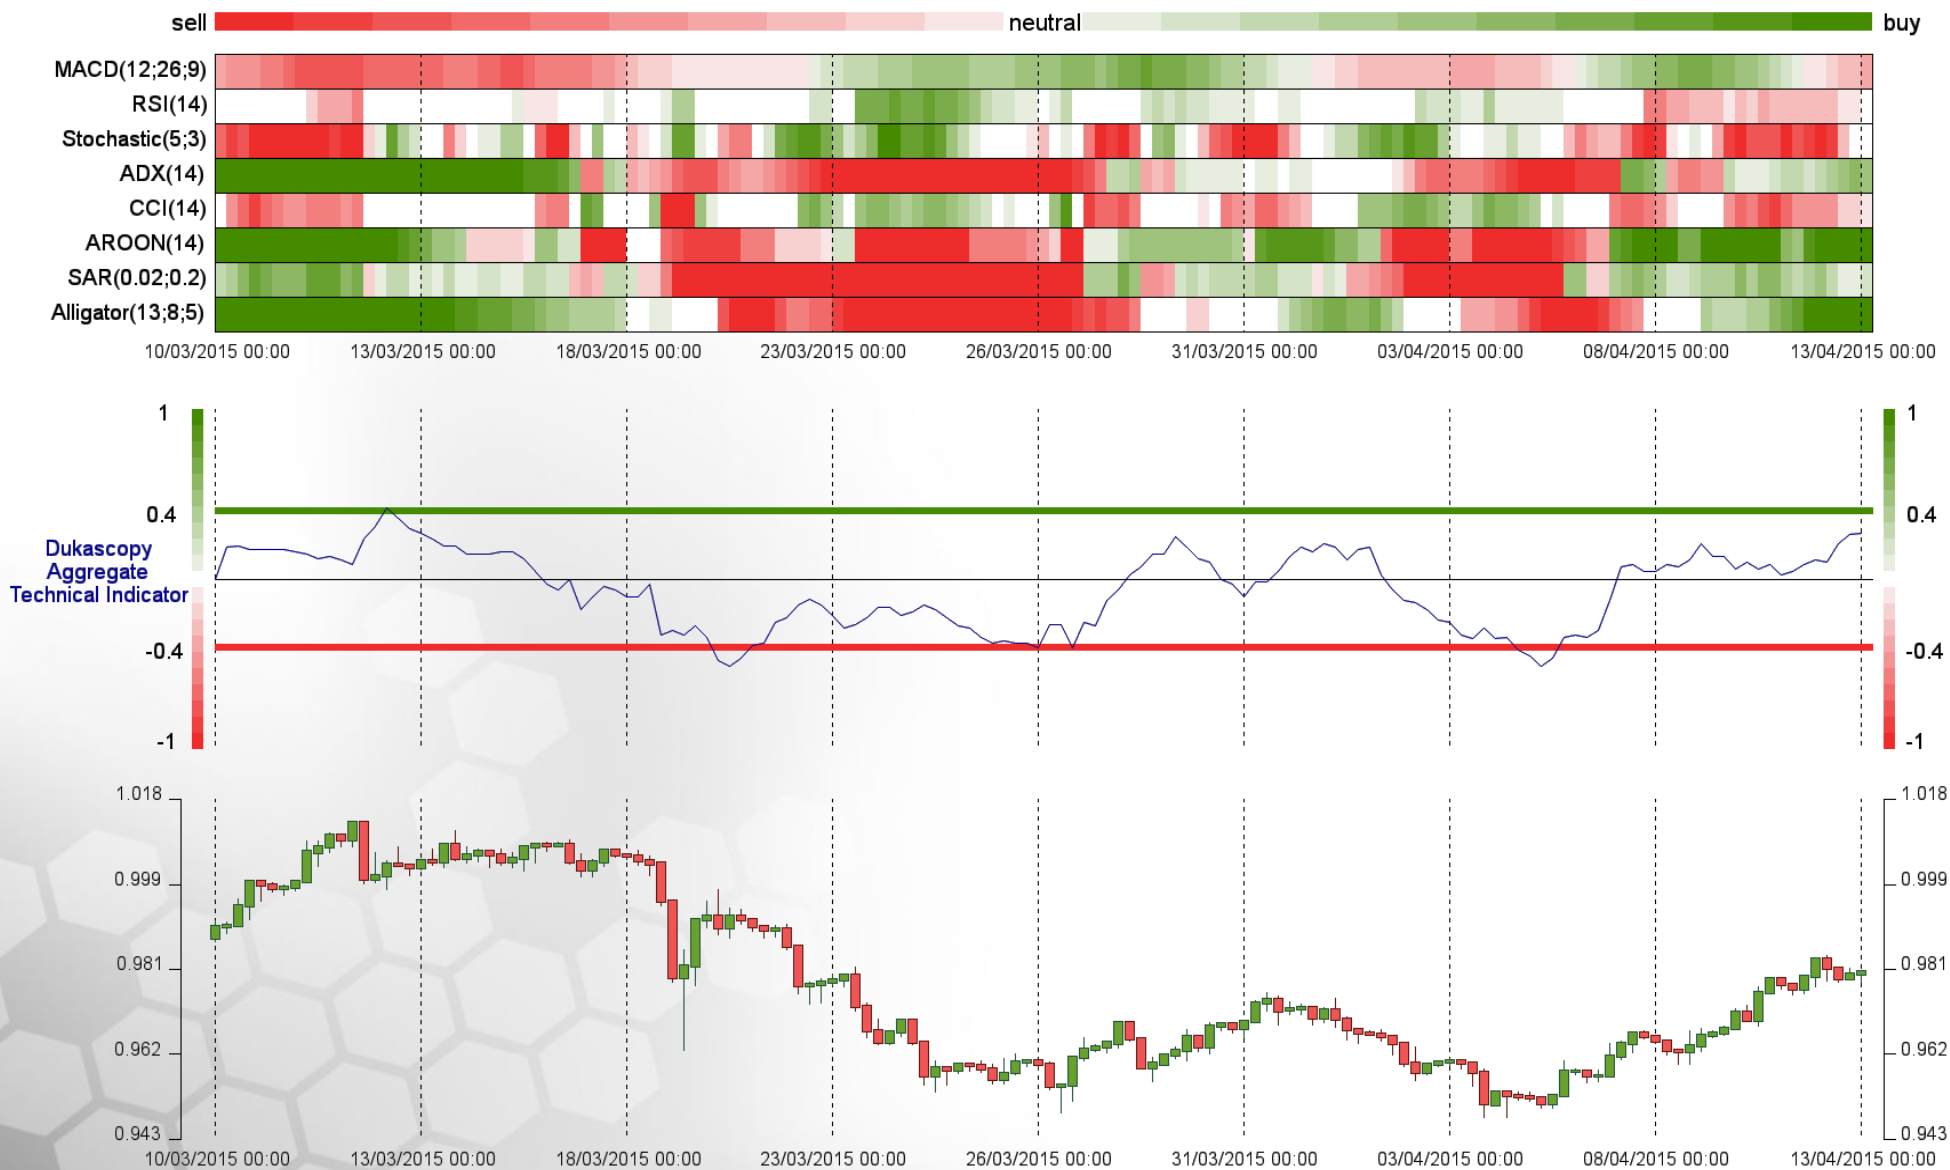 sell neutral buy
MACD(12;26;9)
RSI(14)
Stochastic(5;3)
ADX(14)
CCI(14)
AROON(14)
SAR(0.02;0.2)
Alligator(13;8;5)
10/03/2015 00:00 13/03/2015 00:00 18/03/2015 00:00 23/03/2015 00:00 26/03/2015 00:00 31/03/2015 00:00 03/04/2015 00:00 08/04/2015 00:00 13/04/2015 00:00
1 1
0.4 0.4
Dukascopy
Aggregate
Technical Indicator
-0.4 -0.4
-1 -1
1.018 1.018
0.999 0.999
0.981 0.981
0.962 0.962
0.943 0.943
10/03/2015 00:00 13/03/2015 00:00 18/03/2015 00:00 23/03/2015 00:00 26/03/2015 00:00 31/03/2015 00:00 03/04/2015 00:00 08/04/2015 00:00 13/04/2015 00:00